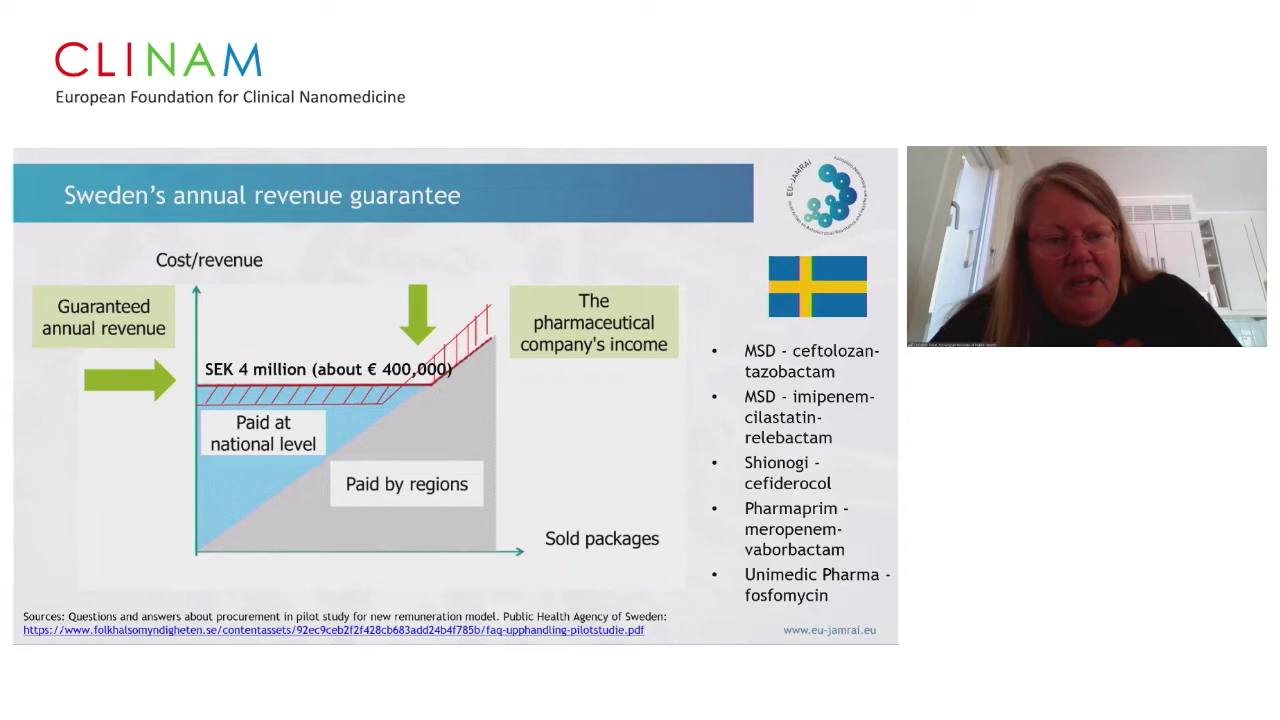 CLINAM
European Foundation for Clinical Nanomedicine
Sweden's annual revenue guarantee
EU-JAMRAI
Cost/revenue
Guaranteed
annual revenue
The
pharmaceutical
company's income
SEK 4 million (about € 400,000)
Paid at
national level
Paid by regions
Sold packages
• MSD - ceftolozan-
tazobactam
• MSD - imipenem-
cilastatin-
relebactam
• Shionogi -
cefiderocol
• Pharmaprim -
meropenem-
vaborbactam
• Unimedic Pharma -
fosfomycin
Sources: Questions and answers about procurement in pilot study for new remuneration model. Public Health Agency of Sweden:
https://www.folkhalsomyndigheten.se/contentassets/92ec9ceb2f2f428cb683add24b4f785b/faq-upphandling-pilotstudie.pdf
www.eu-jamrai.eu